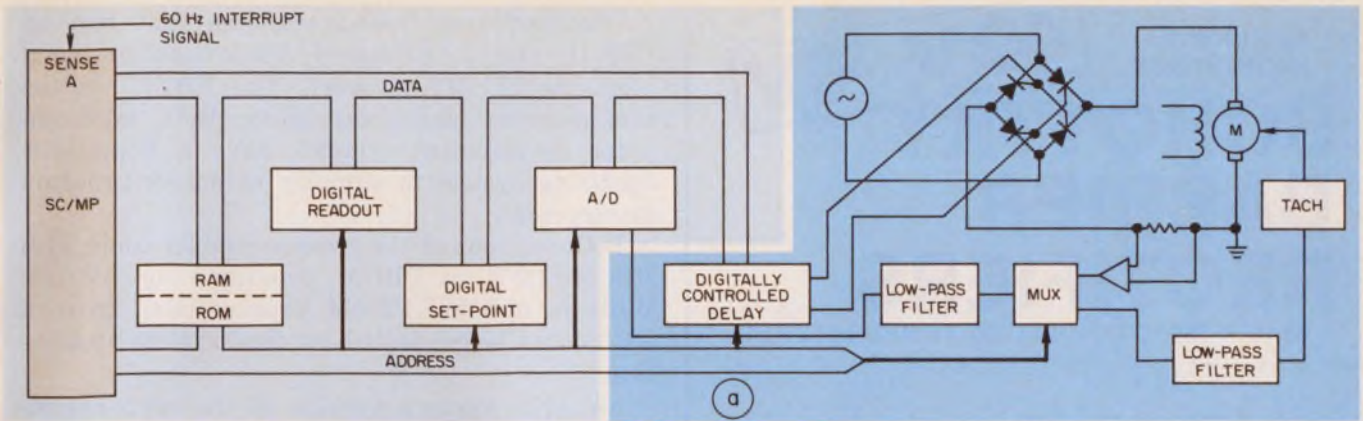 60 Hz INTERRUPT
SIGNAL
SENSE
A
SC/MP
DATA
DIGITAL
READOUT
A/D
RAM
ROM
DIGITAL
SET-POINT
DIGITALLY
CONTROLLED
DELAY
LOW-PASS
FILTER
MUX
M
TACH
LOW-PASS
FILTER
ADDRESS
a